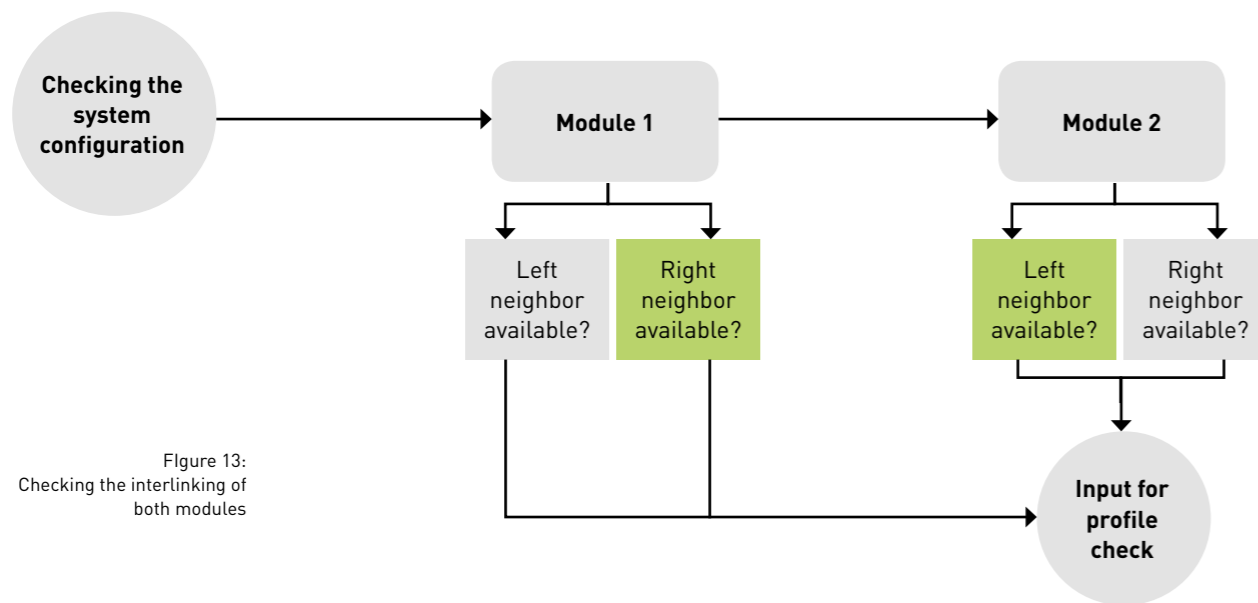 Checking the
system
configuration
Module 1
Module 2
Left
neighbor
available?
Right
neighbor
available?
Left
neighbor
available?
Right
neighbor
available?
FIgure 13:
Checking the interlinking of
both modules
Input for
profile
check